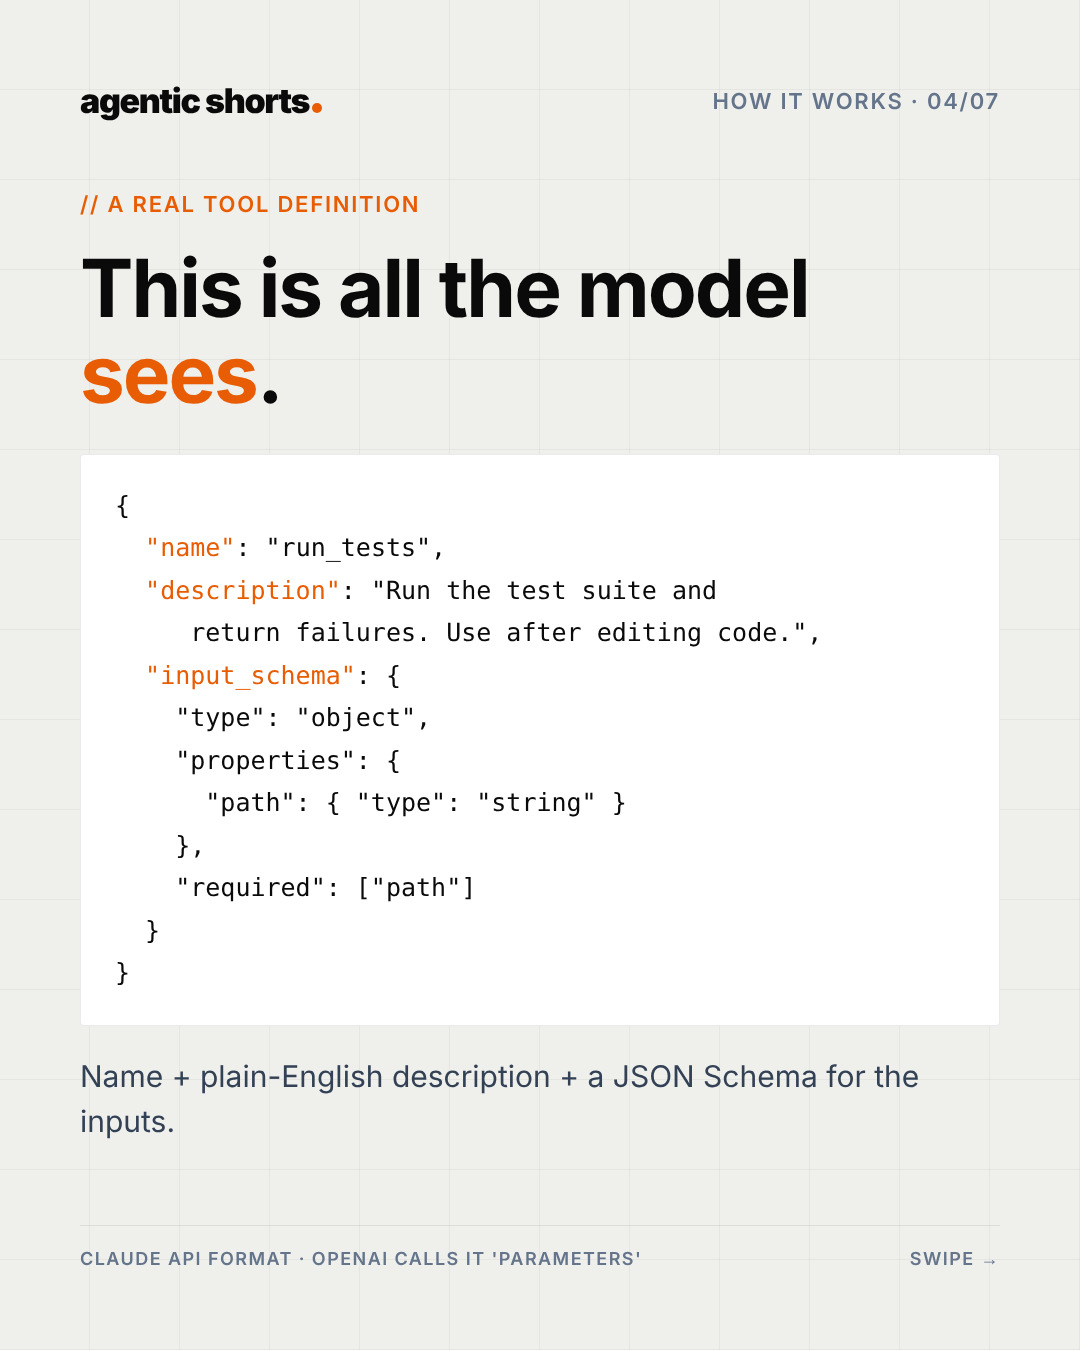 agentic shorts.
HOW IT WORKS · 04/07
// A REAL TOOL DEFINITION
This is all the model
sees.
{
  "name": "run_tests",
  "description": "Run the test suite and
     return failures. Use after editing code.",
  "input_schema": {
    "type": "object",
    "properties": {
      "path": { "type": "string" }
    },
    "required": ["path"]
  }
}
Name + plain-English description + a JSON Schema for the
inputs.
CLAUDE API FORMAT · OPENAI CALLS IT 'PARAMETERS'
SWIPE →